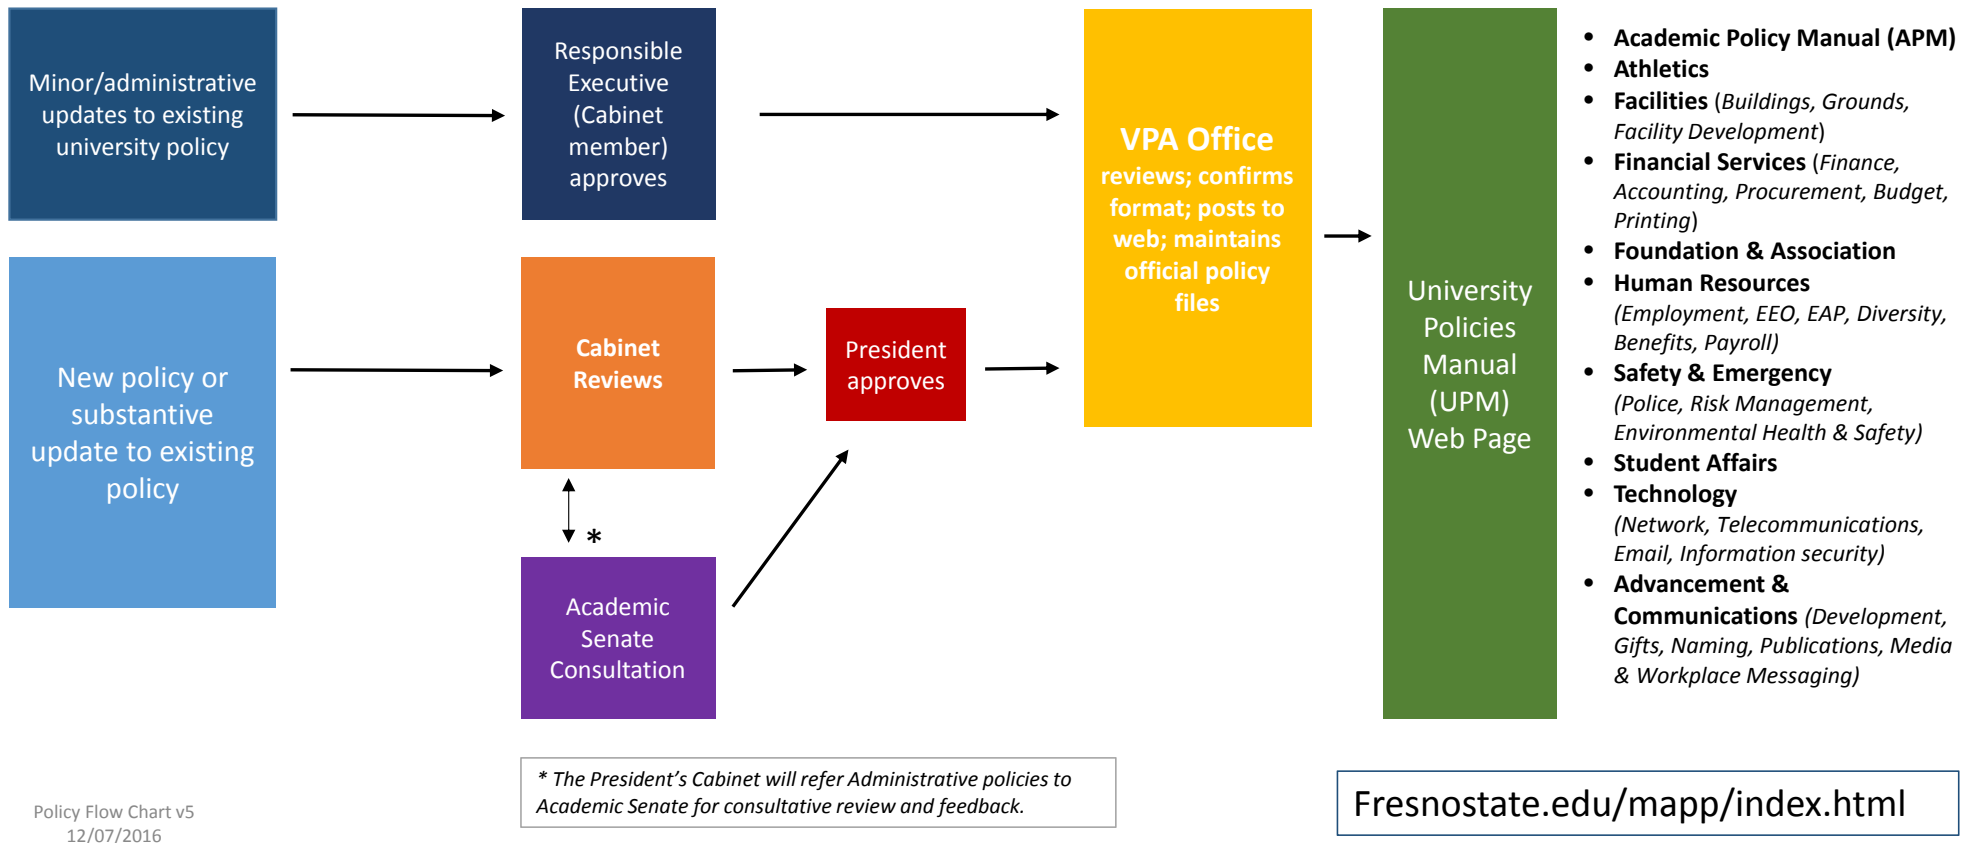 Minor/administrative
updates to existing
university policy
Responsible
Executive
(Cabinet
member)
approves
New policy or
substantive
update to existing
policy
Cabinet
Reviews
*
Academic
Senate
Consultation
President
approves
VPA Office
reviews; confirms
format; posts to
web; maintains
official policy
files
University
Policies
Manual
(UPM)
Web Page
• Academic Policy Manual (APM)
• Athletics
• Facilities (Buildings, Grounds,
Facility Development)
• Financial Services (Finance,
Accounting, Procurement, Budget,
Printing)
• Foundation & Association
• Human Resources
(Employment, EEO, EAP, Diversity,
Benefits, Payroll)
• Safety & Emergency
(Police, Risk Management,
Environmental Health & Safety)
• Student Affairs
• Technology
(Network, Telecommunications,
Email, Information security)
• Advancement &
Communications (Development,
Gifts, Naming, Publications, Media
& Workplace Messaging)
* The President's Cabinet will refer Administrative policies to
Academic Senate for consultative review and feedback.
Fresnostate.edu/mapp/index.html
Policy Flow Chart v5
12/07/2016